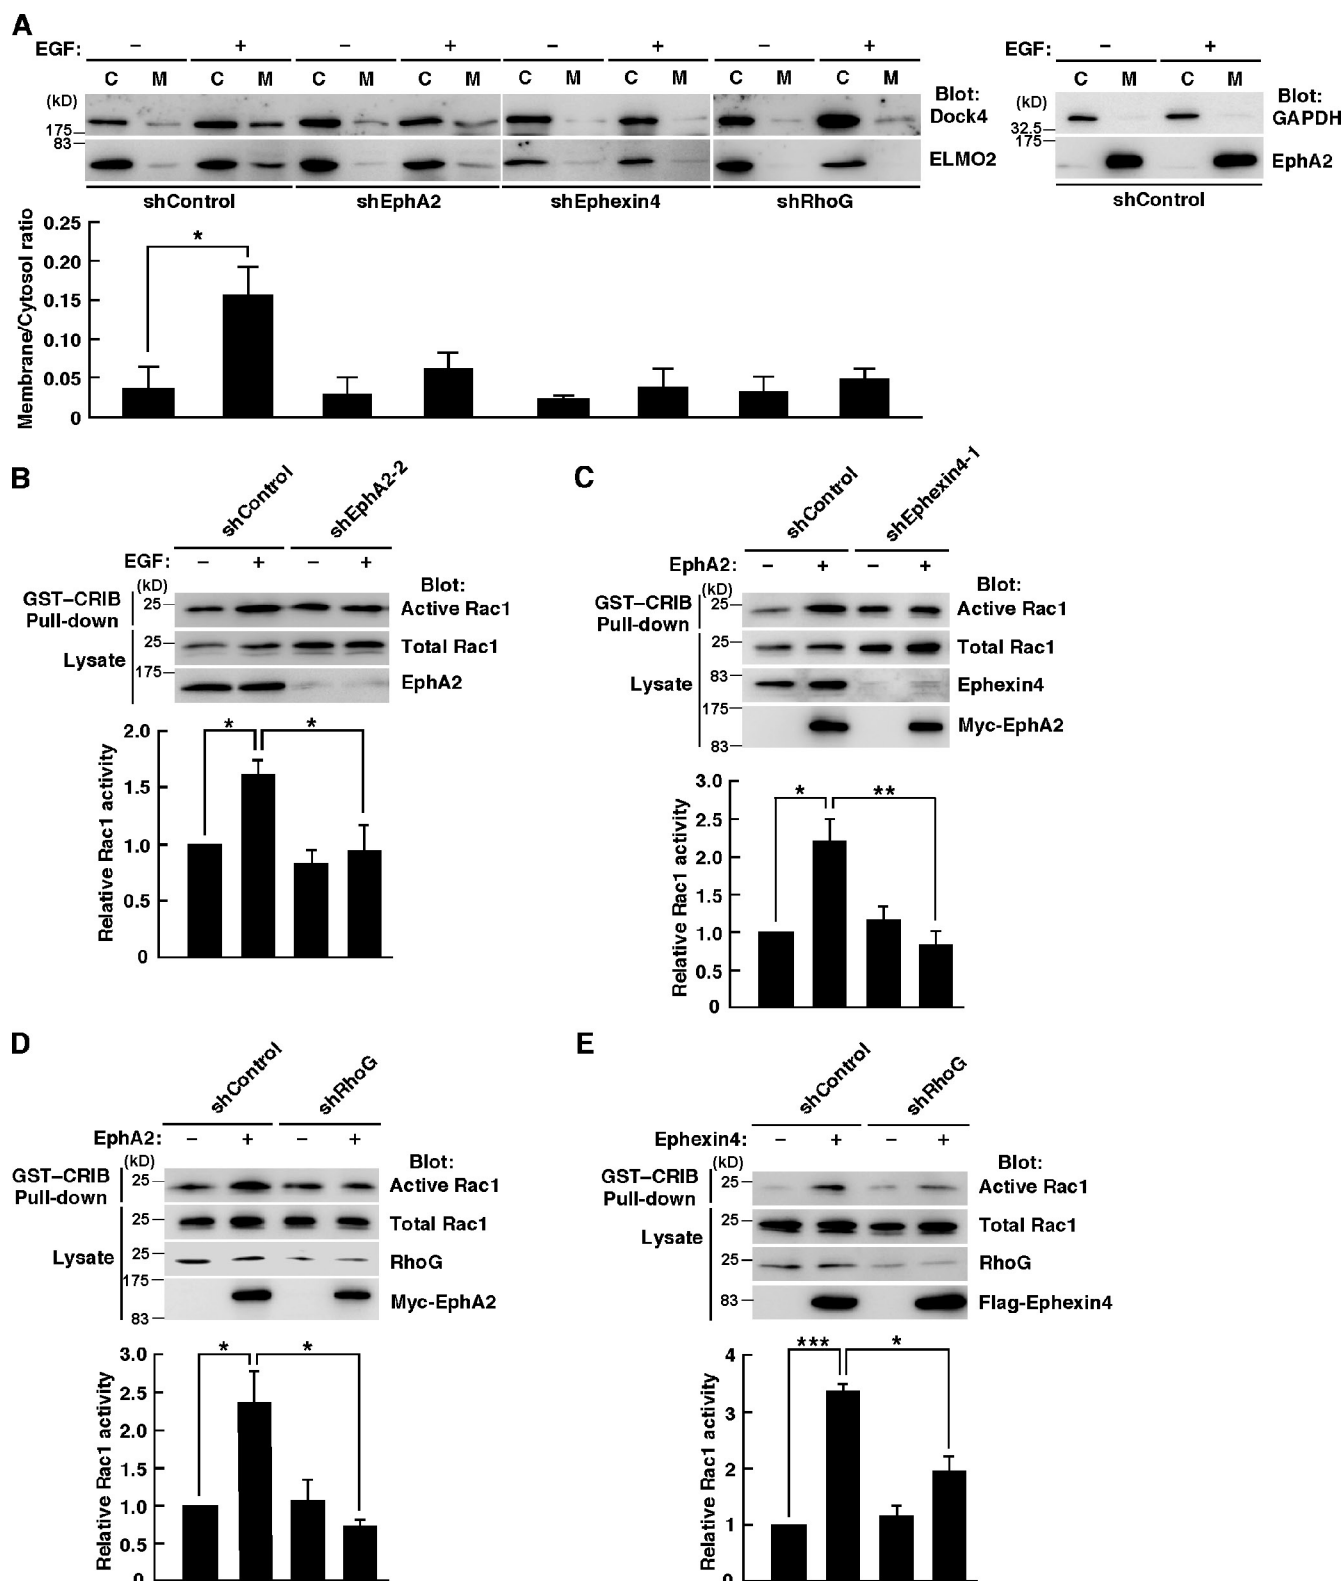 A
EGF: – + – + – + – +
C M C M C M C M C M C M C M C M
(kD)
Blot:
175 Dock4
83 ELMO2
shControl shEphA2 shEphexin4 shRhoG
EGF: – +
C M C M
(kD)
Blot:
32.5 GAPDH
175 EphA2
shControl
Membrane/Cytosol ratio
0.25
0.20
0.15
0.10
0.05
0
*
B
shControl shEphA2-2
EGF: – + – +
(kD) Blot:
GST–CRIB
Pull-down
25 Active Rac1
Lysate
25 Total Rac1
175 EphA2
Relative Rac1 activity
2.0
1.5
1.0
0.5
0
* *
C
shControl shEphexin4-1
EphA2: – + – +
(kD) Blot:
GST–CRIB
Pull-down
25 Active Rac1
Lysate
25 Total Rac1
83 Ephexin4
175 Myc-EphA2
83
Relative Rac1 activity
3.0
2.5
2.0
1.5
1.0
0.5
0
* **
D
shControl shRhoG
EphA2: – + – +
(kD) Blot:
GST–CRIB
Pull-down
25 Active Rac1
Lysate
25 Total Rac1
25 RhoG
175 Myc-EphA2
83
Relative Rac1 activity
3.0
2.5
2.0
1.5
1.0
0.5
0
* *
E
shControl shRhoG
Ephexin4: – + – +
(kD) Blot:
GST–CRIB
Pull-down
25 Active Rac1
Lysate
25 Total Rac1
25 RhoG
83 Flag-Ephexin4
Relative Rac1 activity
4
3
2
1
0
*** *